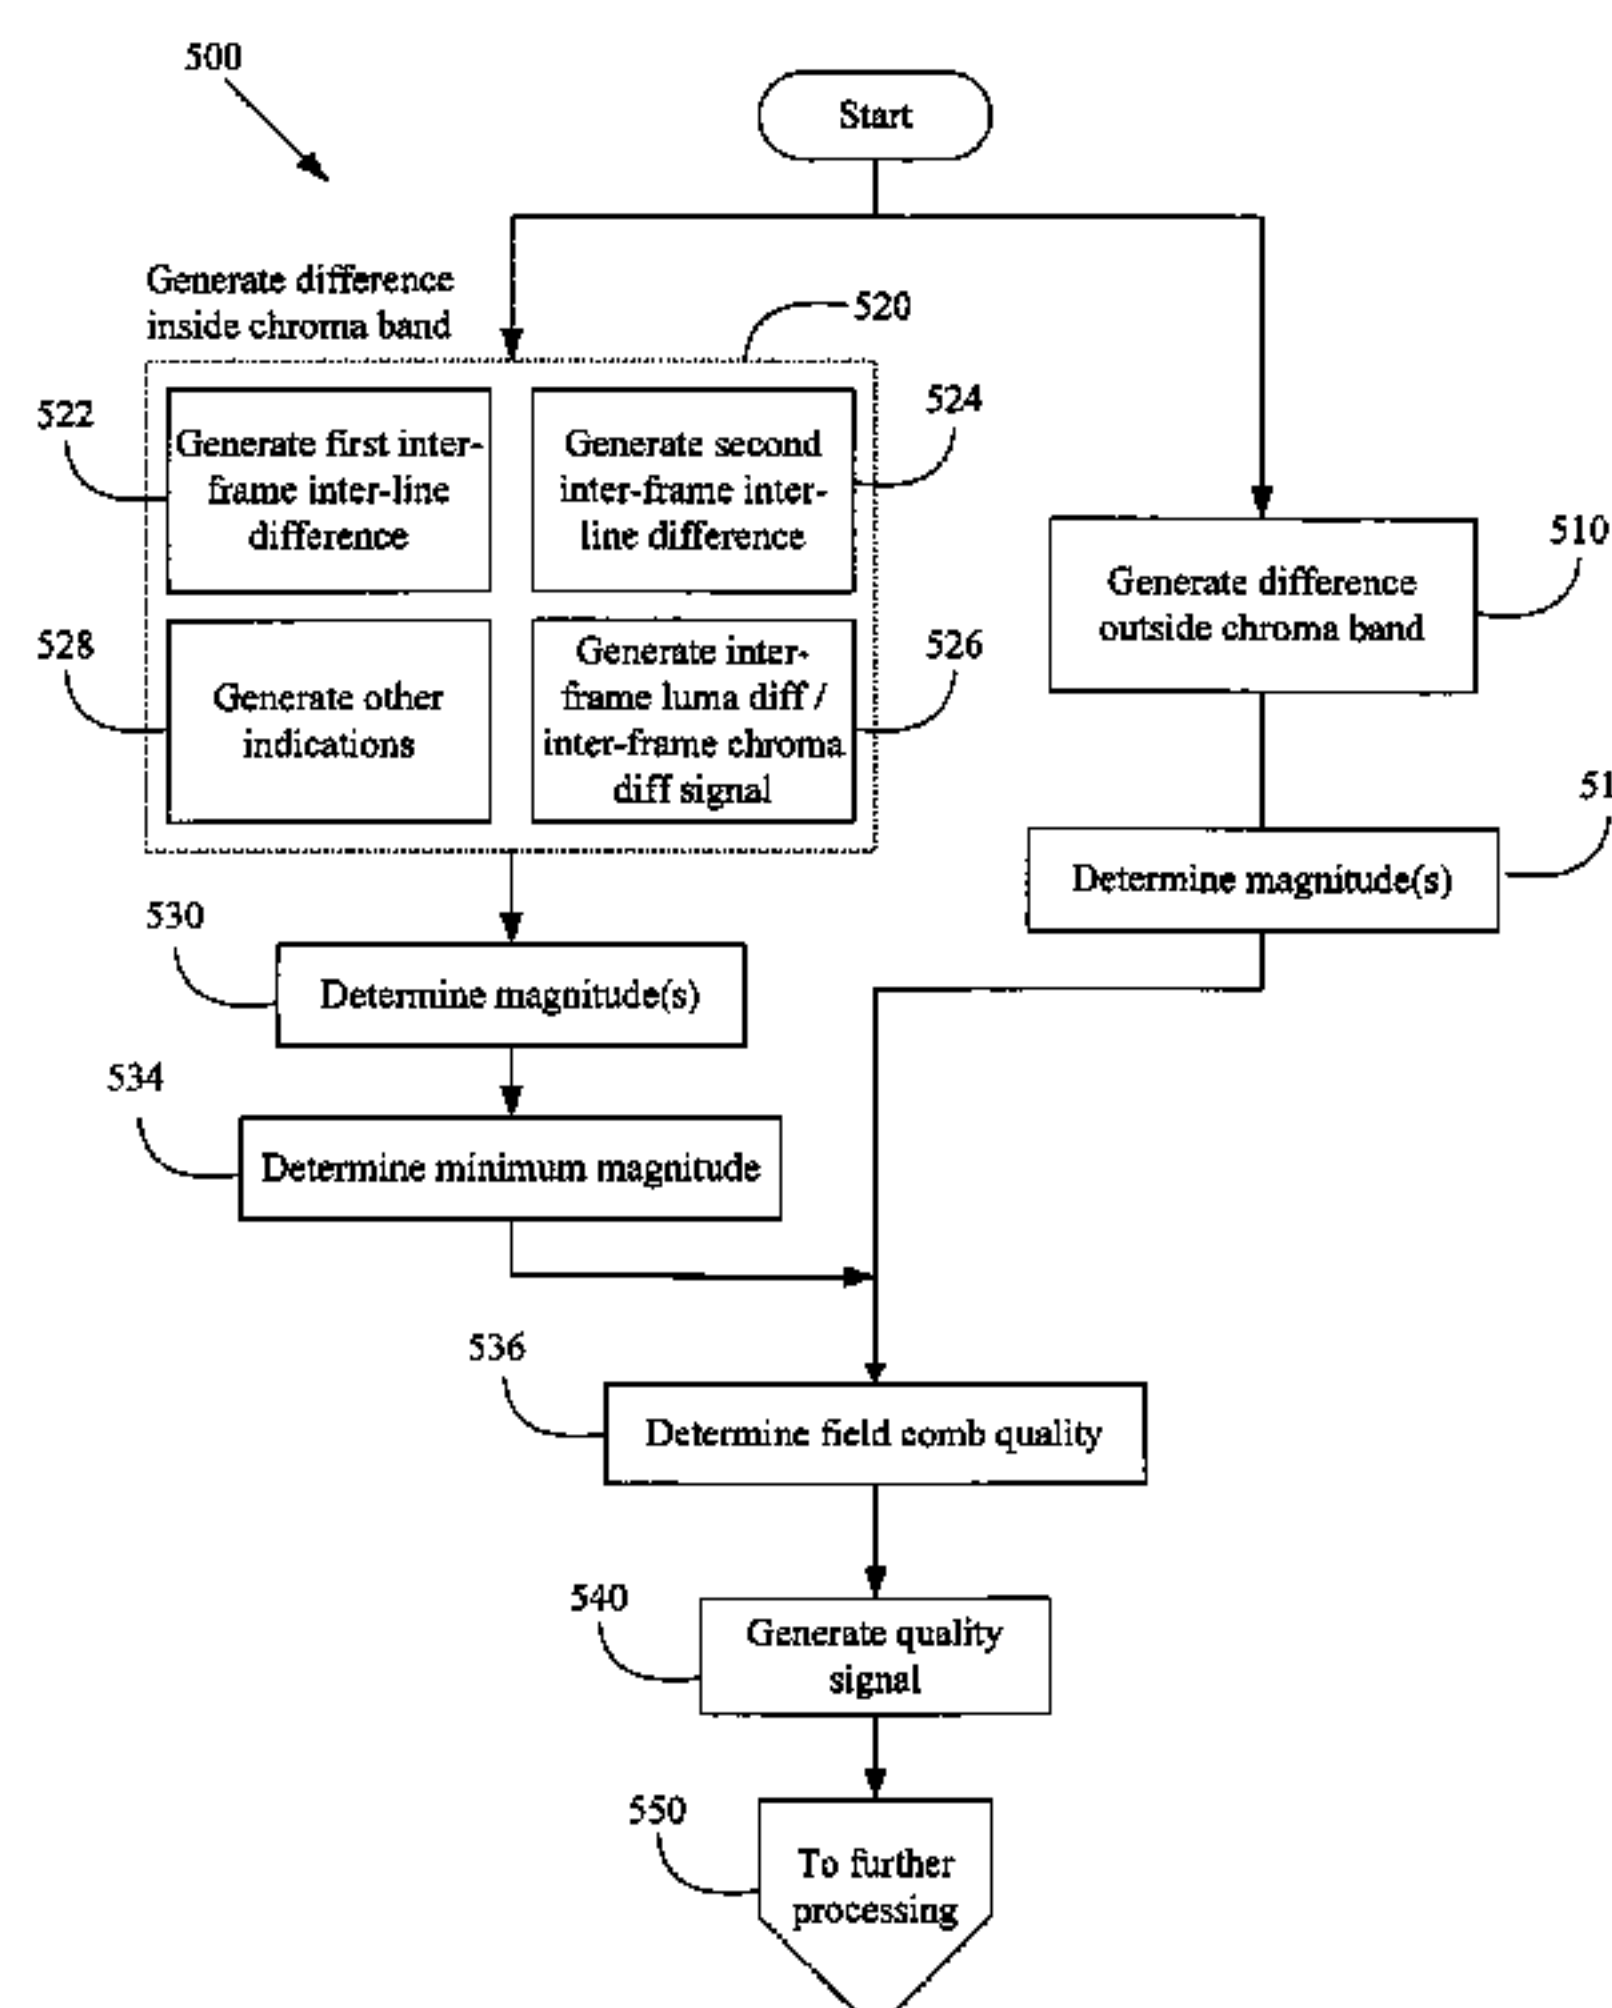 500
Start
Generate difference
inside chroma band
520
522
524
Generate first inter-
frame inter-line
difference
Generate second
inter-frame inter-
line difference
510
Generate difference
outside chroma band
528
526
Generate other
indications
Generate inter-
frame luma diff /
inter-frame chroma
diff signal
51
Determine magnitude(s)
530
Determine magnitude(s)
534
Determine minimum magnitude
536
Determine field comb quality
540
Generate quality
signal
550
To further
processing